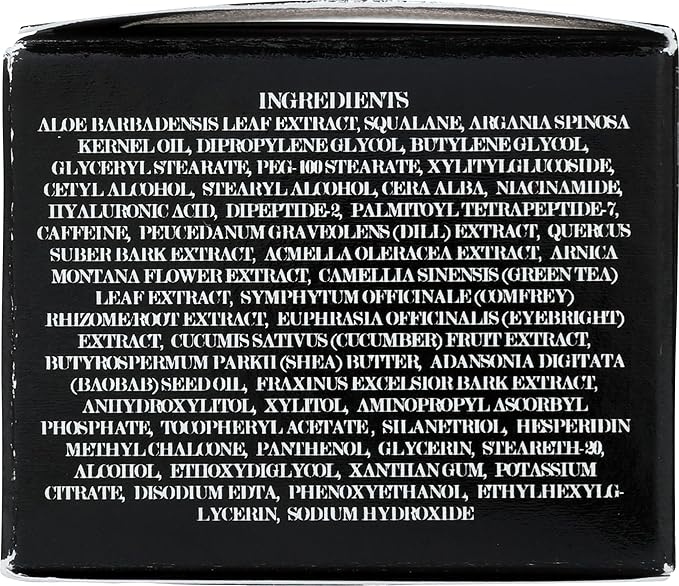 INGREDIENTS
ALOE BARBADENSIS LEAF EXTRACT, SQUALANE, ARGANIA SPINOSA
KERNEL OIL, DIPROPYLENE GLYCOL, BUTYLENE GLYCOL,
GLYCERYL STEARATE, PEG-100 STEARATE, XYLITYLGLUCOSIDE,
CETYL ALCOHOL, STEARYL ALCOHOL, CERA ALBA, NIACINAMIDE,
HYALURONIC ACID, DIPEPTIDE-2, PALMITOYL TETRAPEPTIDE-7,
CAFFEINE, PEUCEDANUM GRAVEOLENS (DILL) EXTRACT, QUERCUS
SUBER BARK EXTRACT, ACMELLA OLERACEA EXTRACT, ARNICA
MONTANA FLOWER EXTRACT, CAMELLIA SINENSIS (GREEN TEA)
LEAF EXTRACT, SYMPHYTUM OFFICINALE (COMFREY)
RHIZOME/ROOT EXTRACT, EUPHRASIA OFFICINALIS (EYEBRIGHT)
EXTRACT, CUCUMIS SATIVUS (CUCUMBER) FRUIT EXTRACT,
BUTYROSPERMUM PARKII (SHEA) BUTTER, ADANSONIA DIGITATA
(BAOBAB) SEED OIL, FRAXINUS EXCELSIOR BARK EXTRACT,
ANHYDROXYLITOL, XYLITOL, AMINOPROPYL ASCORBYL
PHOSPHATE, TOCOPHERYL ACETATE, SILANETRIOL, HESPERIDIN
METHYL CHALCONE, PANTHENOL, GLYCERIN, STEARETH-20,
ALCOHOL, ETHOXYDIGLYCOL, XANTHAN GUM, POTASSIUM
CITRATE, DISODIUM EDTA, PHENOXYETHANOL, ETHYLHEXYLG-
LYCERIN, SODIUM HYDROXIDE